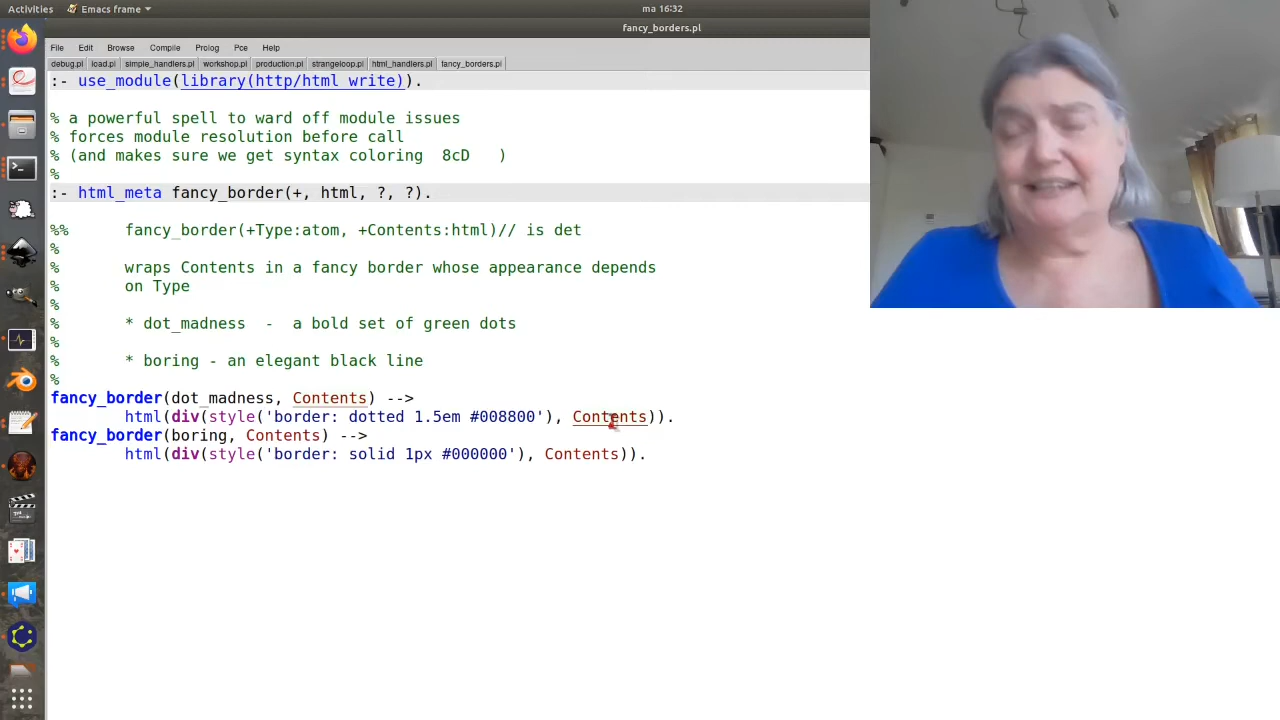 Activities Emacs frame ma 16:32
fancy_borders.pl
File Edit Browse Compile Prolog Pce Help
debug.pl load.pl simple_handlers.pl workshop.pl production.pl strangeloop.pl html_handlers.pl fancy_borders.pl
:- use_module(library(http/html_write)).
% a powerful spell to ward off module issues
% forces module resolution before call
% (and makes sure we get syntax coloring 8cD )
%
:- html_meta fancy_border(+, html, ?, ?).
%% fancy_border(+Type:atom, +Contents:html)// is det
%
% wraps Contents in a fancy border whose appearance depends
% on Type
%
% * dot_madness - a bold set of green dots
%
% * boring - an elegant black line
%
fancy_border(dot_madness, Contents) -->
html(div(style('border: dotted 1.5em #008800'), Contents)).
fancy_border(boring, Contents) -->
html(div(style('border: solid 1px #000000'), Contents)).